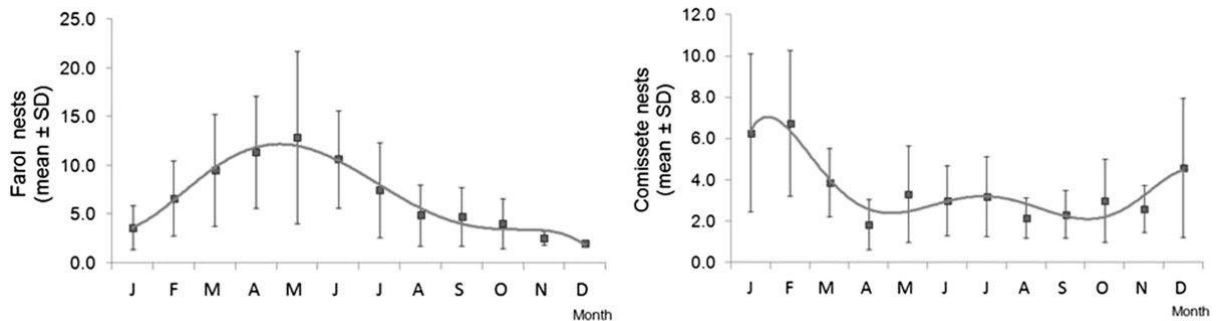 Farol nests
(mean ± SD)
25.0
20.0
15.0
10.0
5.0
0.0
J F M A M J J A S O N D
Month
Comissete nests
(mean ± SD)
12.0
10.0
8.0
6.0
4.0
2.0
0.0
J F M A M J J A S O N D
Month